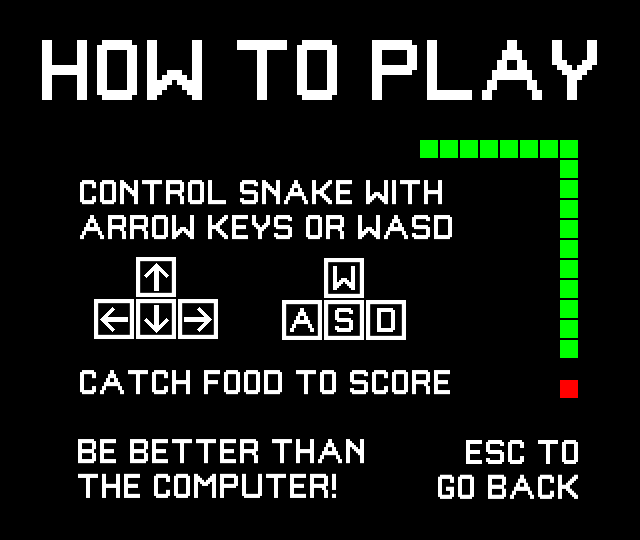 HOW TO PLAY
CONTROL SNAKE WITH
ARROW KEYS OR WASD
↑ W
← ↓ → A S D
CATCH FOOD TO SCORE
BE BETTER THAN
THE COMPUTER!
ESC TO
GO BACK